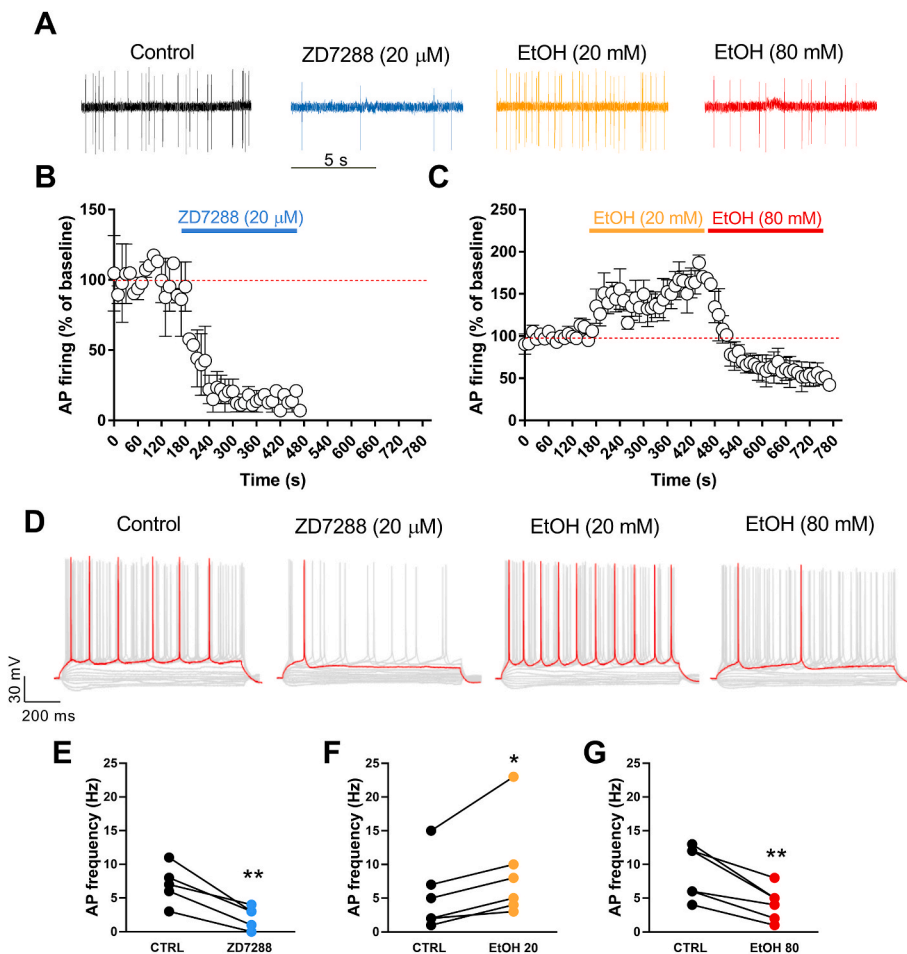 A
Control
ZD7288 (20 μM)
EtOH (20 mM)
EtOH (80 mM)
5 s
B
AP firing (% of baseline)
150
100
50
0
ZD7288 (20 μM)
0 60 120 180 240 300 360 420 480 540 600 660 720 780
Time (s)
C
AP firing (% of baseline)
250
200
150
100
50
0
EtOH (20 mM) EtOH (80 mM)
0 60 120 180 240 300 360 420 480 540 600 660 720 780
Time (s)
D
Control
ZD7288 (20 μM)
EtOH (20 mM)
EtOH (80 mM)
30 mV
200 ms
E
AP frequency (Hz)
25
20
15
10
5
0
**
CTRL ZD7288
F
AP frequency (Hz)
25
20
15
10
5
0
*
CTRL EtOH 20
G
AP frequency (Hz)
25
20
15
10
5
0
**
CTRL EtOH 80